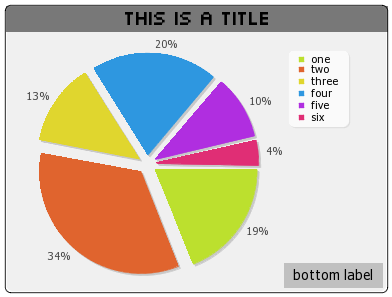 THIS IS A TITLE
20%
13%
10%
4%
19%
34%
one
two
three
four
five
six
bottom label